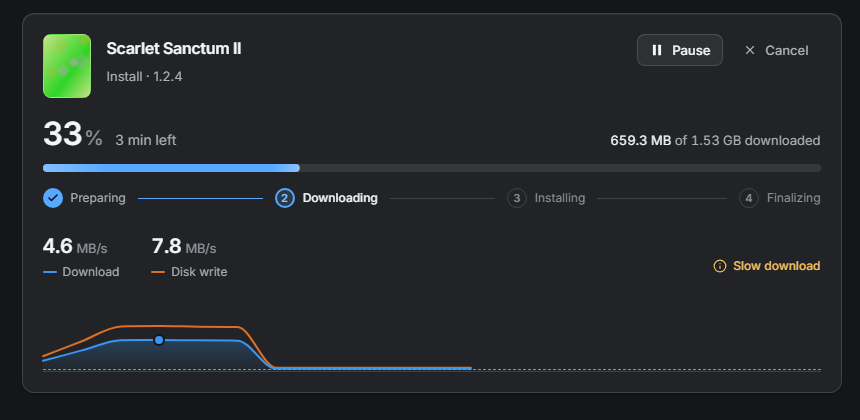 Scarlet Sanctum II
Install · 1.2.4
Pause
Cancel
33% 3 min left
659.3 MB of 1.53 GB downloaded
Preparing
2 Downloading
3 Installing
4 Finalizing
4.6 MB/s
Download
7.8 MB/s
Disk write
Slow download